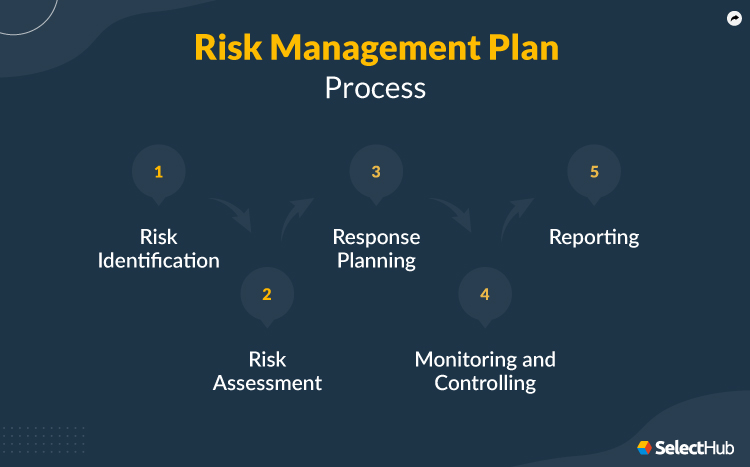 Risk Management Plan
Process
1
Risk
Identification
2
Risk
Assessment
3
Response
Planning
4
Monitoring and
Controlling
5
Reporting
SelectHub